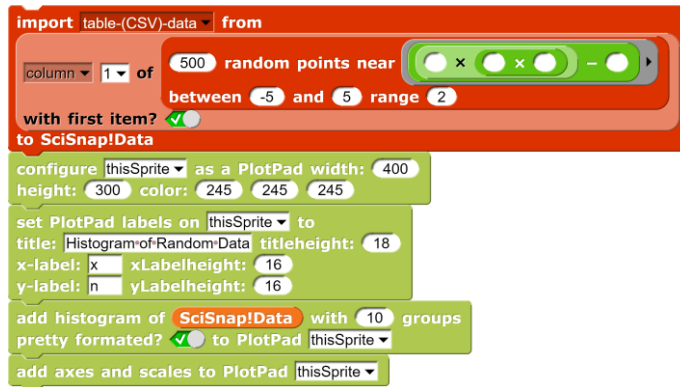 import table-(CSV)-data from
column 1 of 500 random points near × × −
between -5 and 5 range 2
with first item?
to SciSnap!Data
configure thisSprite as a PlotPad width: 400
height: 300 color: 245 245 245
set PlotPad labels on thisSprite to
title: Histogram·of·Random·Data titleheight: 18
x-label: x xLabelheight: 16
y-label: n yLabelheight: 16
add histogram of SciSnap!Data with 10 groups
pretty formated? to PlotPad thisSprite
add axes and scales to PlotPad thisSprite